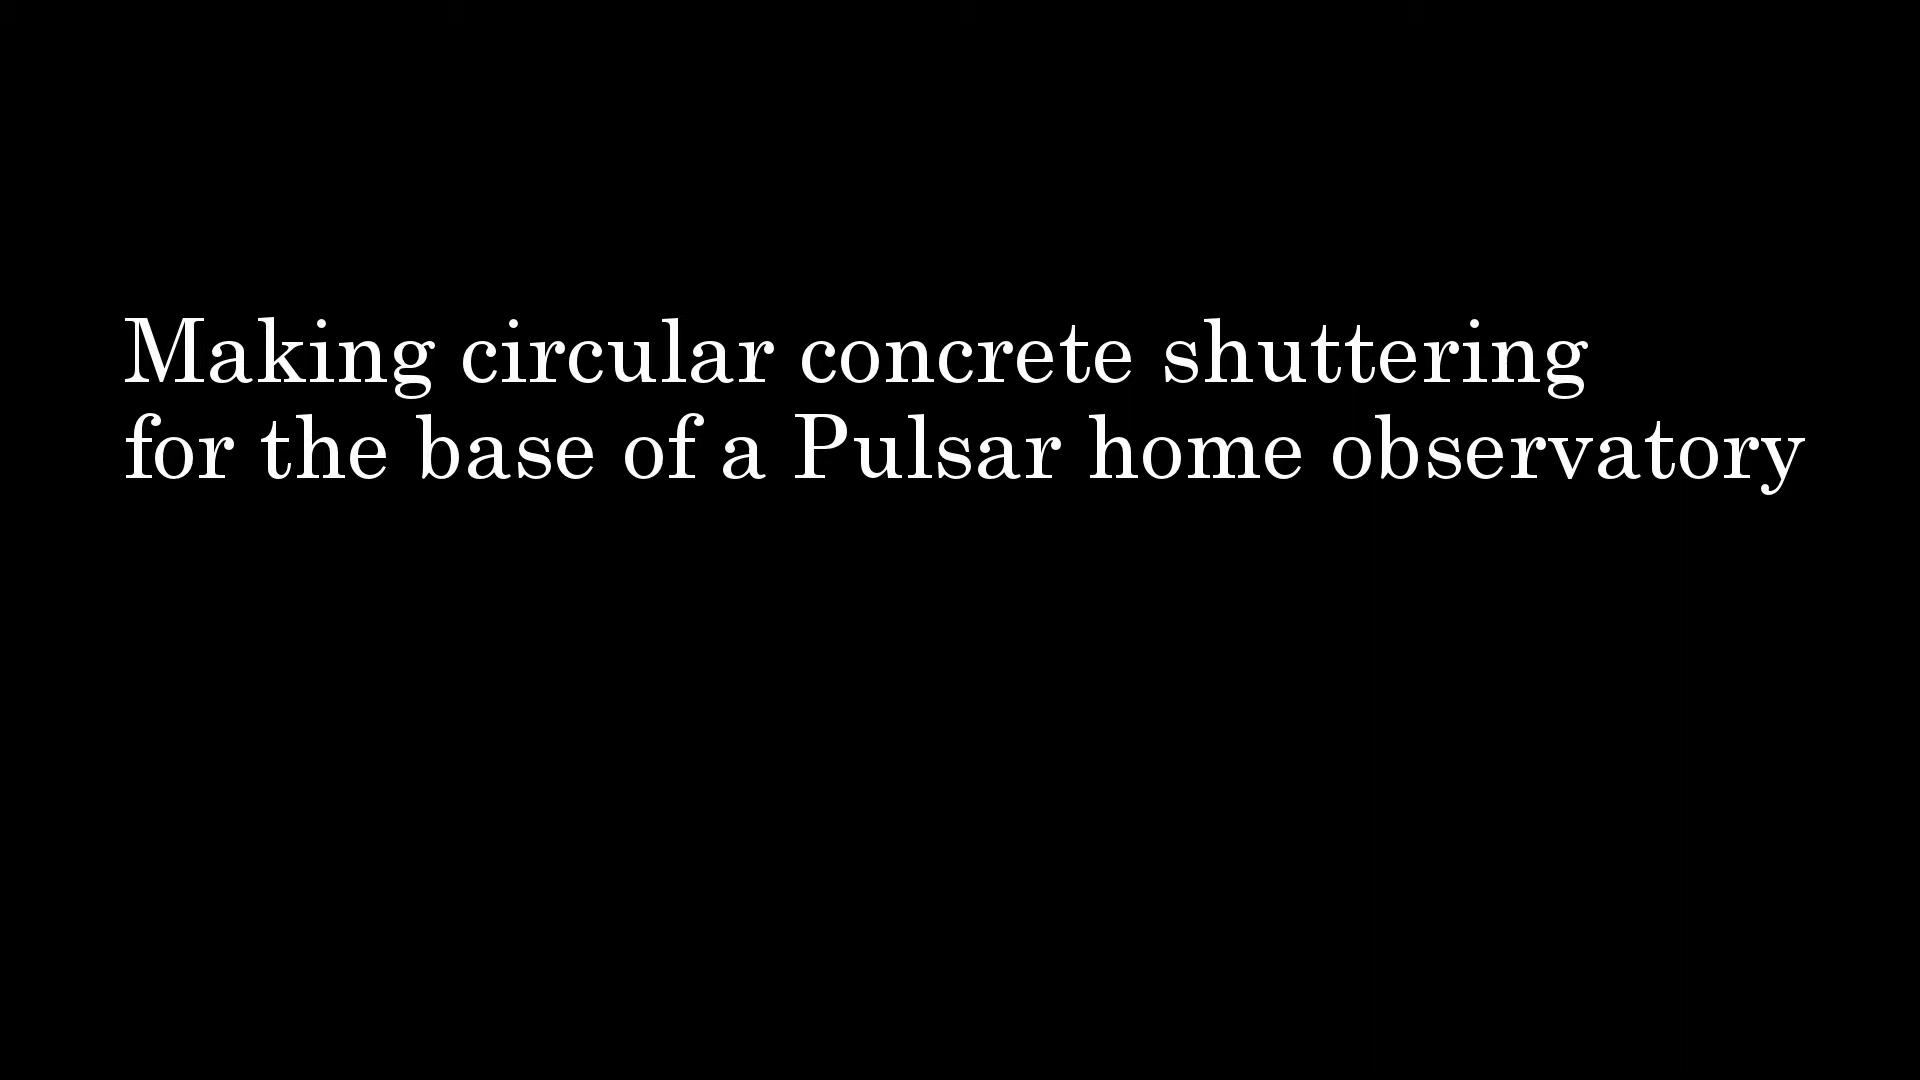 Making circular concrete shuttering
for the base of a Pulsar home observatory